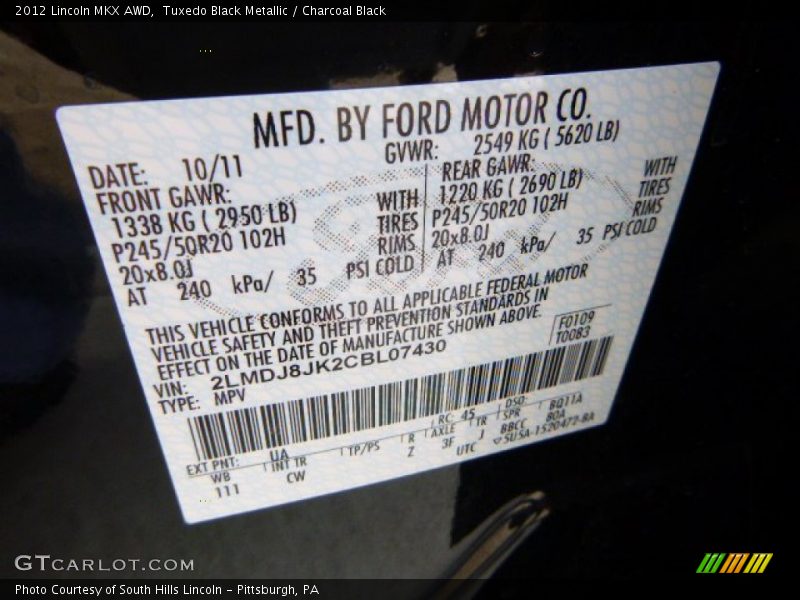 2012 Lincoln MKX AWD, Tuxedo Black Metallic / Charcoal Black
MFD. BY FORD MOTOR CO.
DATE: 10/11 GVWR: 2549 KG ( 5620 LB)
FRONT GAWR: REAR GAWR:
1338 KG ( 2950 LB) WITH 1220 KG ( 2690 LB) WITH
P245/50R20 102H TIRES P245/50R20 102H TIRES
20x8.0J RIMS 20x8.0J RIMS
AT 240 kPa/ 35 PSI COLD AT 240 kPa/ 35 PSI COLD
THIS VEHICLE CONFORMS TO ALL APPLICABLE FEDERAL MOTOR
VEHICLE SAFETY AND THEFT PREVENTION STANDARDS IN
EFFECT ON THE DATE OF MANUFACTURE SHOWN ABOVE.
F0109
T0083
VIN: 2LMDJ8JK2CBL07430
TYPE: MPV
EXT PNT: UA RC: 45 DSO: BQ11A
WB INT TR TP/PS R AXLE TR SPR 80A
111 CW Z 3F J BBCC
UTC ▽5USA-1520472-BA
GTCARLOT.COM
Photo Courtesy of South Hills Lincoln - Pittsburgh, PA